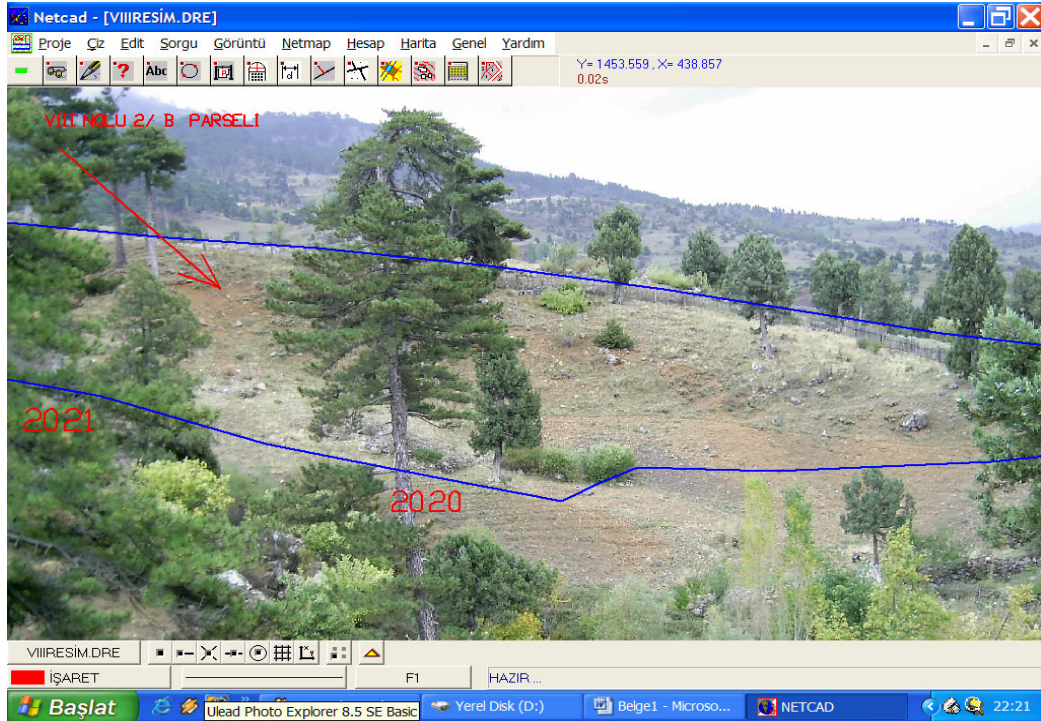 Netcad - [VIIIRESİM.DRE]
Proje Çiz Edit Sorgu Görüntü Netmap Hesap Harita Genel Yardım
Abc
Y= 1453.559 , X= 438.857
0.02s
VIII NOLU 2/ B PARSELI
2021
2020
VIIIRESİM.DRE
İŞARET F1 HAZIR ...
Başlat Ulead Photo Explorer 8.5 SE Basic Yerel Disk (D:) Belge1 - Microso... NETCAD 22:21